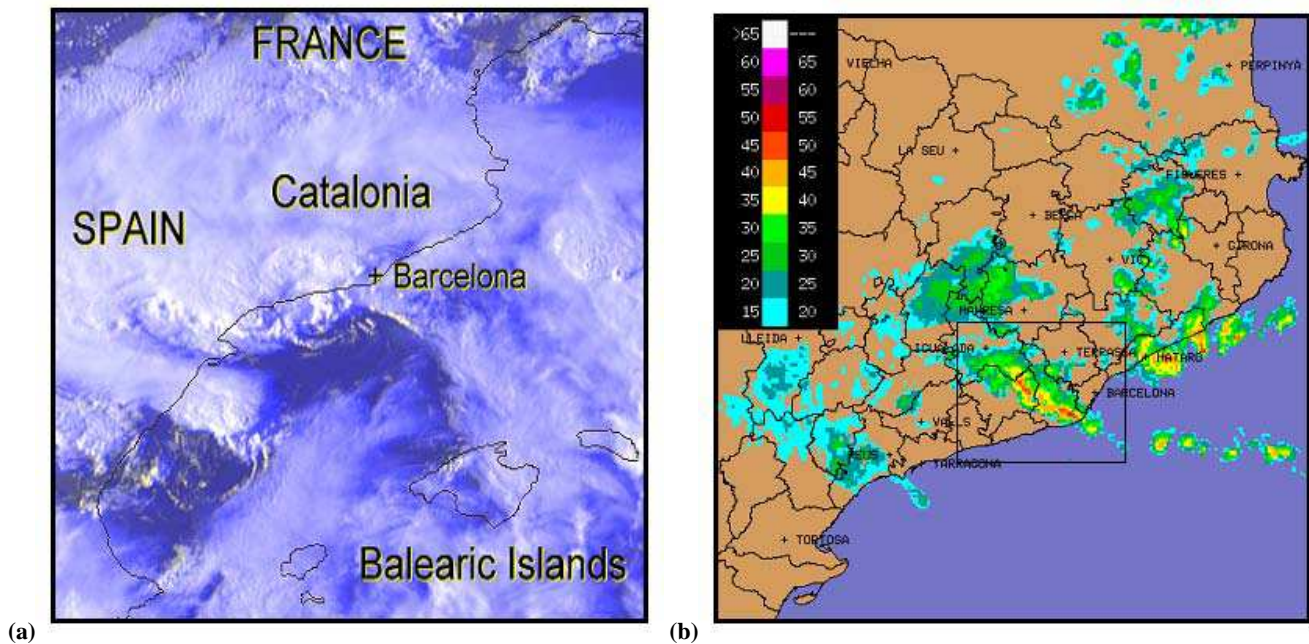 FRANCE
Catalonia
SPAIN
+ Barcelona
Balearic Islands
(a)
>65 ---
60 65
55 60
50 55
45 50
40 45
35 40
30 35
25 30
20 25
15 20
VIELHA
+ PERPINYÀ
LA SEU +
FIGUERES +
+ BERGA
+ GIRONA
+ VIC
MANRESA +
LLEIDA +
IGUALADA +
+ TERRASSA
+ MATARÓ
+ BARCELONA
+ VALLS
REUS
TARRAGONA
+ TORTOSA
(b)